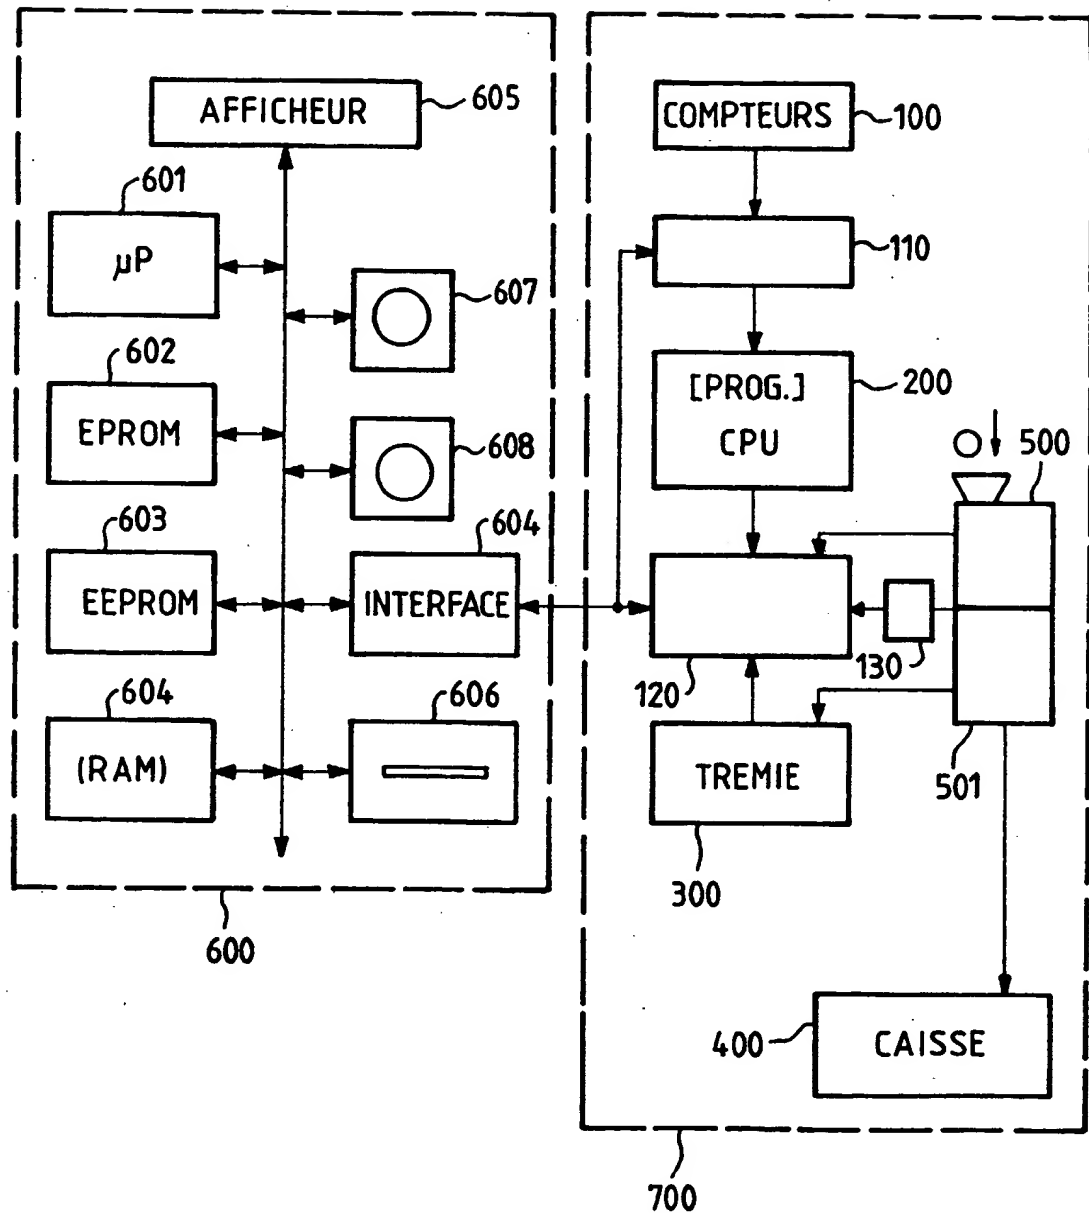 AFFICHEUR
605
601
µP
607
602
EPROM
608
603
EEPROM
604
INTERFACE
604
(RAM)
606
600
COMPTEURS
100
110
[PROG.]
CPU
200
500
130
120
501
TREMIE
300
400
CAISSE
700